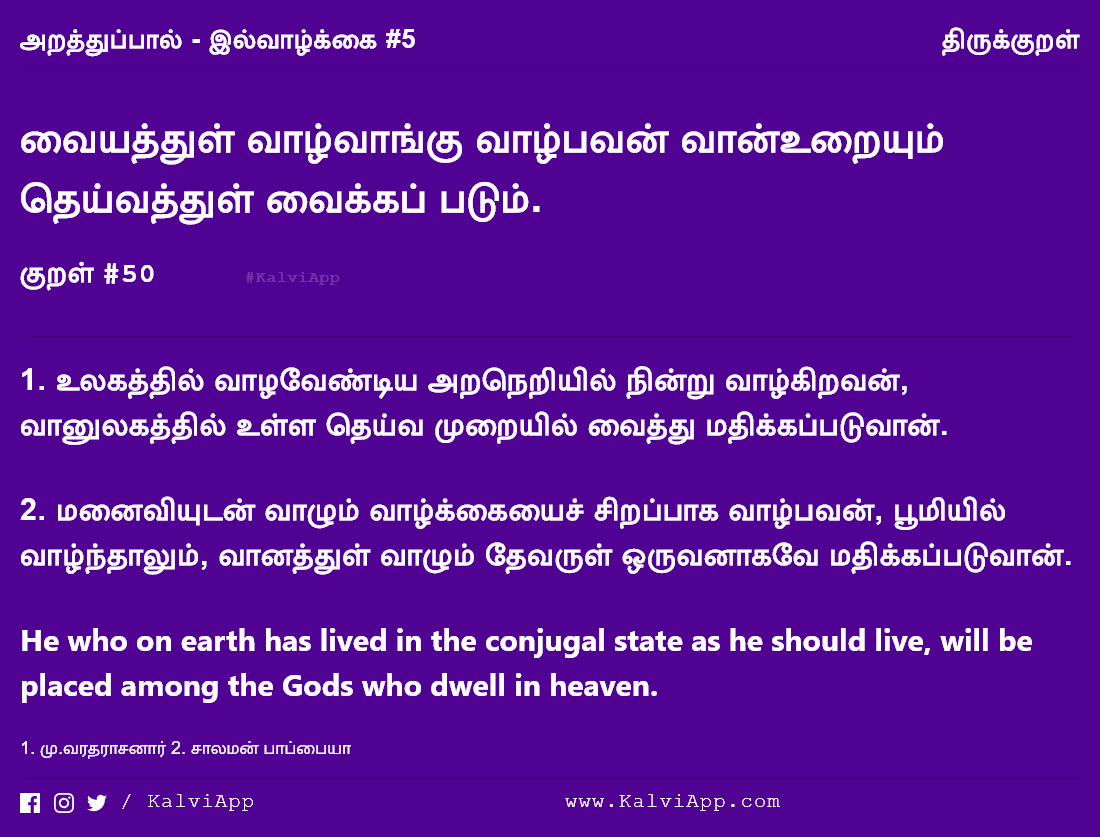 அறத்துப்பால் - இல்வாழ்க்கை #5
திருக்குறள்
வையத்துள் வாழ்வாங்கு வாழ்பவன் வான்உறையும்
தெய்வத்துள் வைக்கப் படும்.
குறள் #50
#KalviApp
1. உலகத்தில் வாழவேண்டிய அறநெறியில் நின்று வாழ்கிறவன்,
வானுலகத்தில் உள்ள தெய்வ முறையில் வைத்து மதிக்கப்படுவான்.
2. மனைவியுடன் வாழும் வாழ்க்கையைச் சிறப்பாக வாழ்பவன், பூமியில்
வாழ்ந்தாலும், வானத்துள் வாழும் தேவருள் ஒருவனாகவே மதிக்கப்படுவான்.
He who on earth has lived in the conjugal state as he should live, will be
placed among the Gods who dwell in heaven.
1. மு.வரதராசனார் 2. சாலமன் பாப்பையா
/ KalviApp
www.KalviApp.com